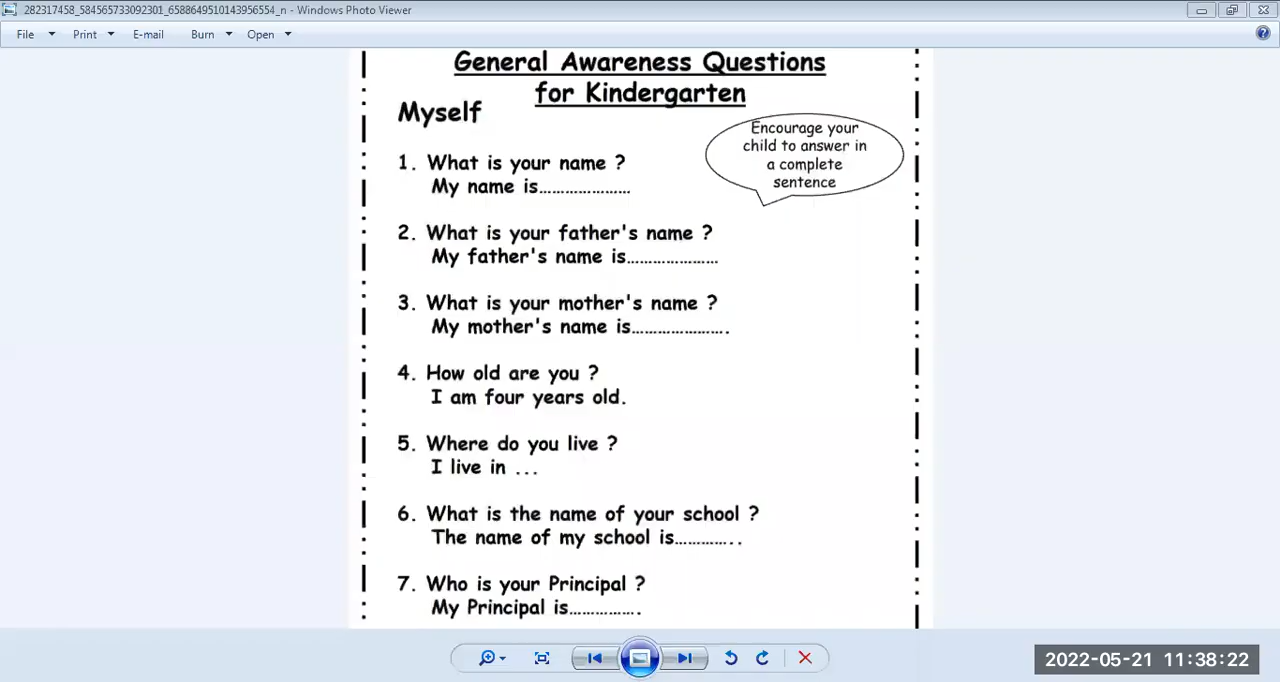 282317458_584565733092301_6588649510143956554_n - Windows Photo Viewer
File Print E-mail Burn Open
General Awareness Questions
for Kindergarten
Myself
Encourage your
child to answer in
a complete
sentence
1. What is your name ?
My name is.....................
2. What is your father's name ?
My father's name is.....................
3. What is your mother's name ?
My mother's name is......................
4. How old are you ?
I am four years old.
5. Where do you live ?
I live in ...
6. What is the name of your school ?
The name of my school is..............
7. Who is your Principal ?
My Principal is................
2022-05-21 11:38:22